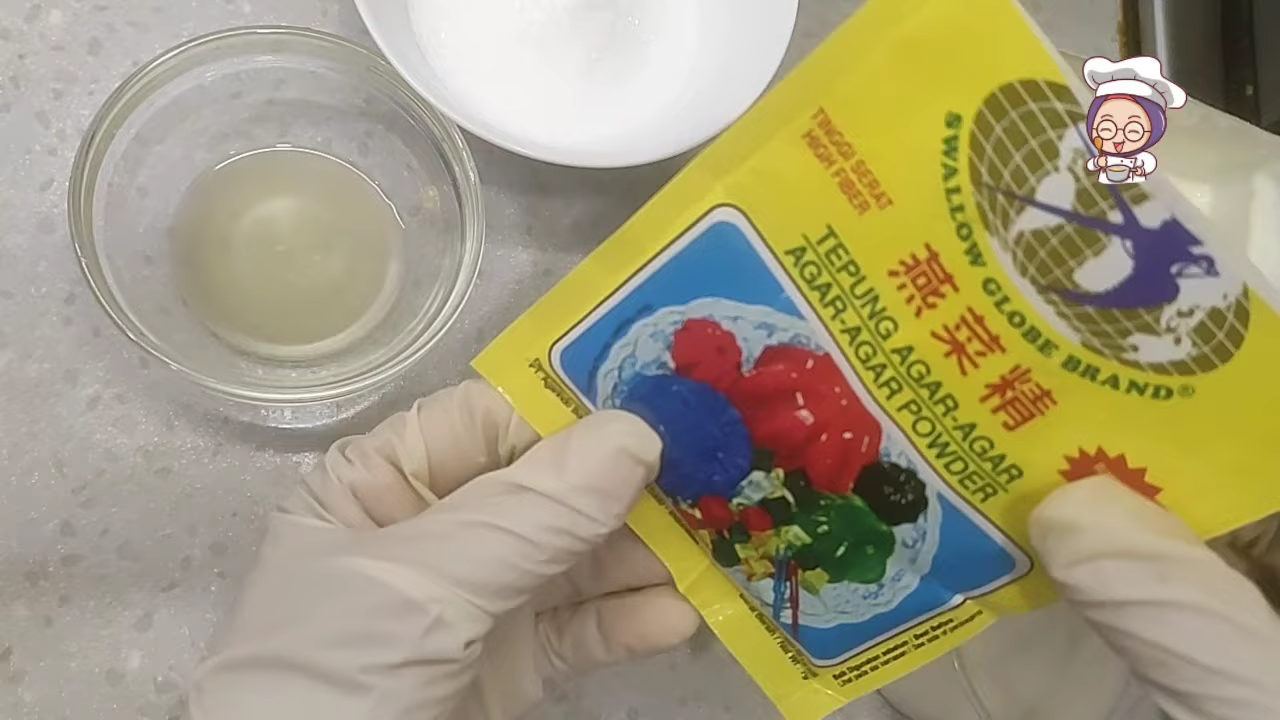 SWALLOW GLOBE BRAND®
TINGGI SERAT
HIGH FIBER
燕菜精
TEPUNG AGAR-AGAR
AGAR-AGAR POWDER